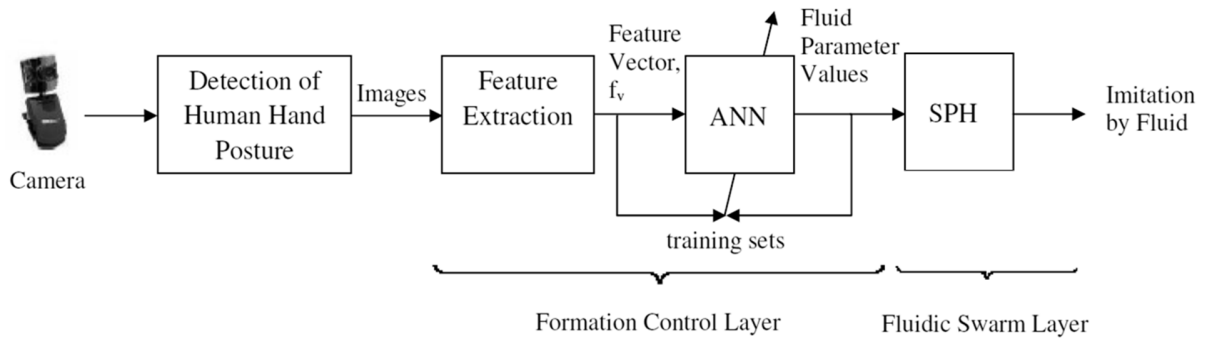 Camera
Detection of
Human Hand
Posture
Images
Feature
Extraction
Feature
Vector,
fv
ANN
Fluid
Parameter
Values
SPH
Imitation
by Fluid
training sets
Formation Control Layer
Fluidic Swarm Layer